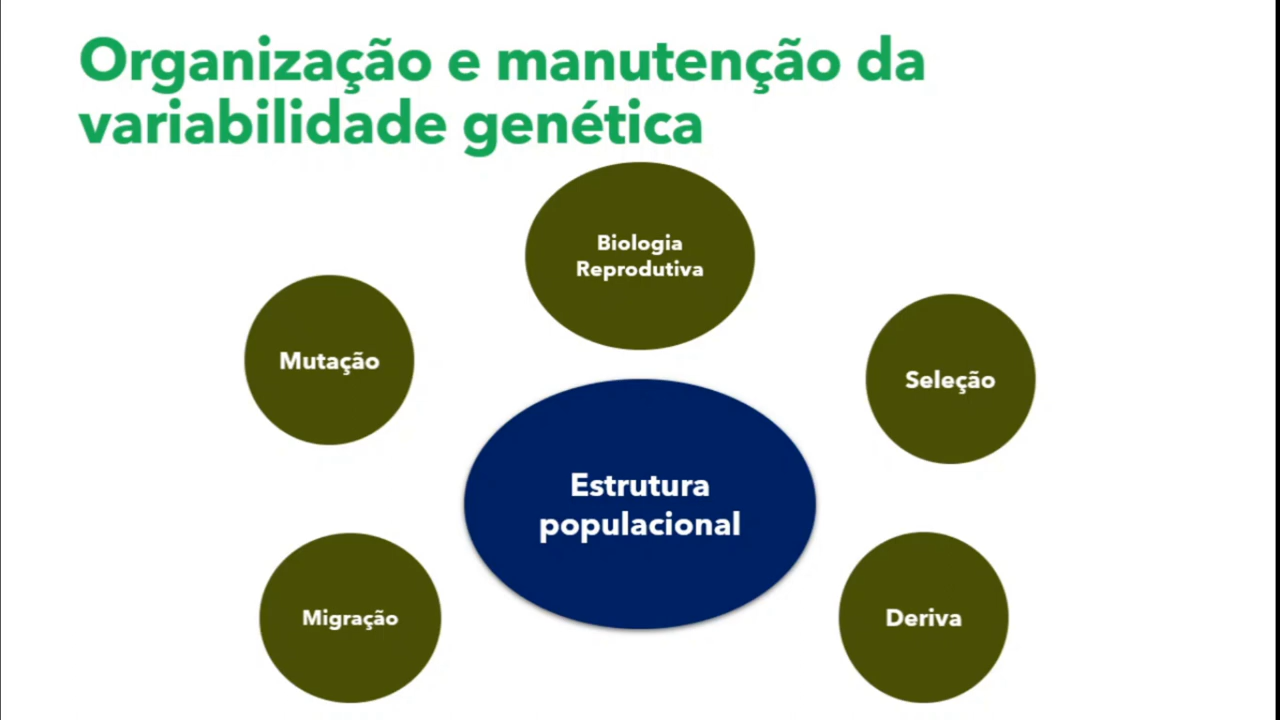 Organização e manutenção da
variabilidade genética
Biologia
Reprodutiva
Mutação
Seleção
Estrutura
populacional
Migração
Deriva